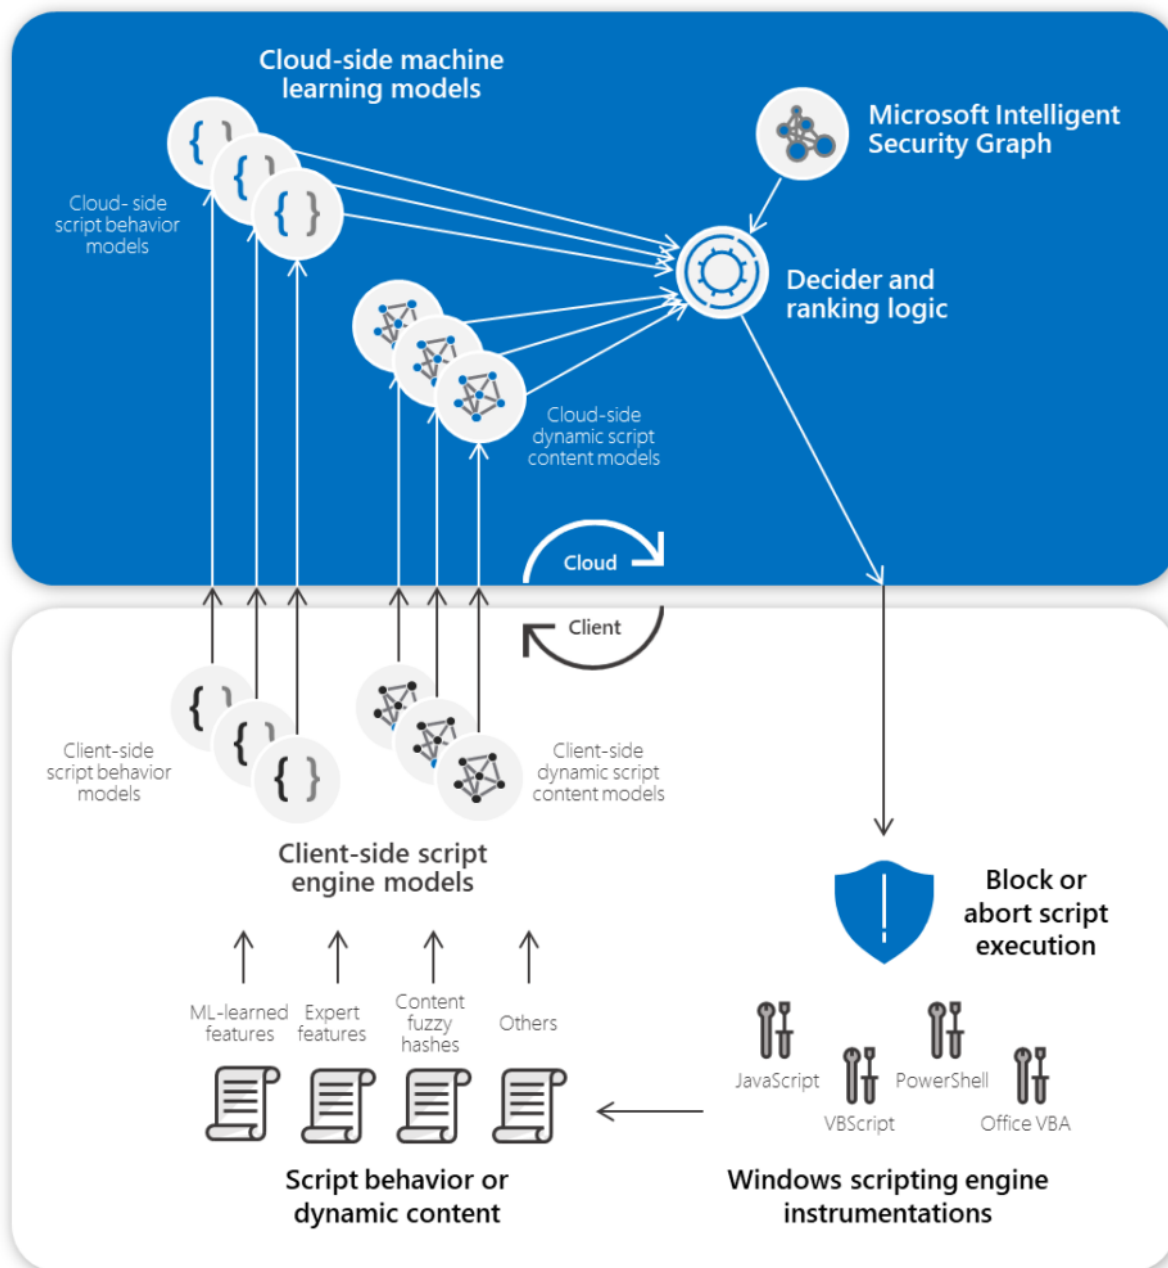 Cloud-side machine
learning models
Microsoft Intelligent
Security Graph
Cloud- side
script behavior
models
Decider and
ranking logic
Cloud-side
dynamic script
content models
Cloud
Client
Client-side
script behavior
models
Client-side
dynamic script
content models
Client-side script
engine models
Block or
abort script
execution
ML-learned
features
Expert
features
Content
fuzzy
hashes
Others
JavaScript
VBScript
PowerShell
Office VBA
Script behavior or
dynamic content
Windows scripting engine
instrumentations